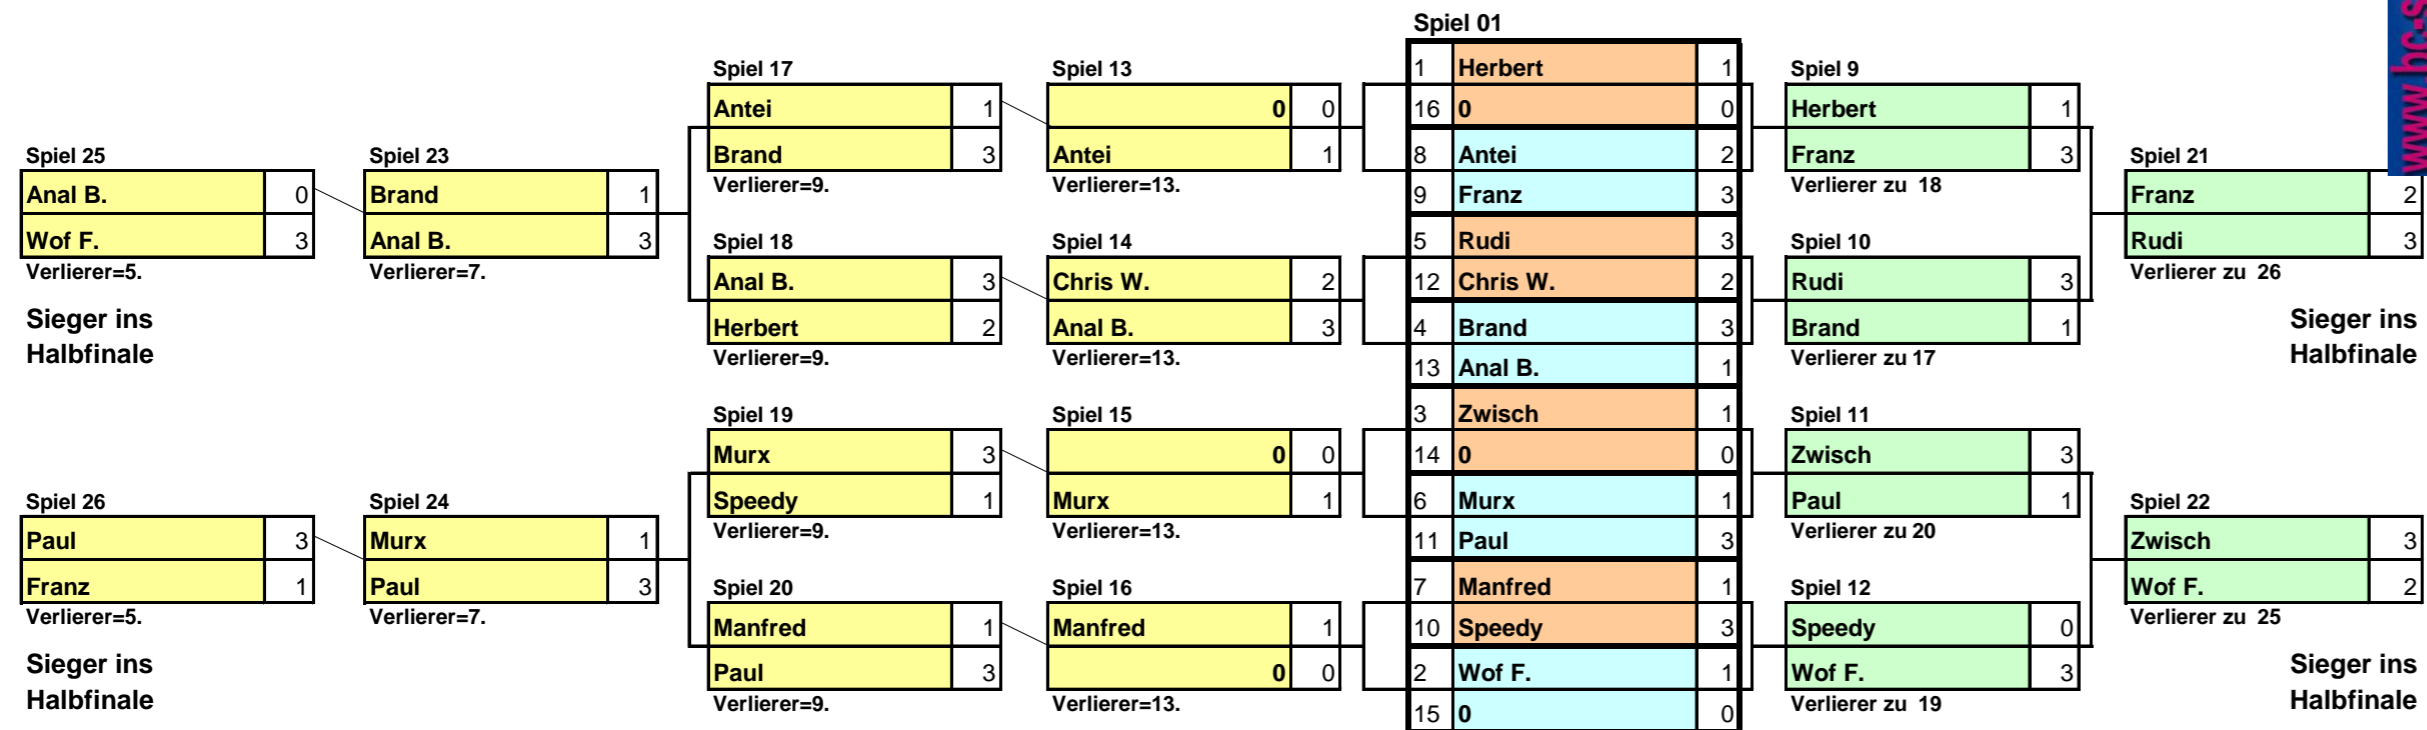 Spiel 01
Spiel 17 Spiel 13 1 Herbert 1 Spiel 9
Antei 1 0 0 16 0 0 Herbert 1
Spiel 25 Spiel 23 Brand 3 Antei 1 8 Antei 2 Franz 3 Spiel 21
Verlierer=9. Verlierer=13. Verlierer zu 18
Anal B. 0 Brand 1 9 Franz 3 Franz 2
Wof F. 3 Anal B. 3 Spiel 18 Spiel 14 5 Rudi 3 Spiel 10 Rudi 3
Verlierer=5. Verlierer=7. Anal B. 3 Chris W. 2 12 Chris W. 2 Rudi 3 Verlierer zu 26
Sieger ins Herbert 2 Anal B. 3 4 Brand 3 Brand 1 Sieger ins
Halbfinale Verlierer=9. Verlierer=13. 13 Anal B. 1 Verlierer zu 17 Halbfinale
Spiel 19 Spiel 15 3 Zwisch 1 Spiel 11
Murx 3 0 0 14 0 0 Zwisch 3
Spiel 26 Spiel 24 Speedy 1 Murx 1 6 Murx 1 Paul 1 Spiel 22
Verlierer=9. Verlierer=13. Verlierer zu 20
Paul 3 Murx 1 11 Paul 3 Zwisch 3
Franz 1 Paul 3 Spiel 20 Spiel 16 7 Manfred 1 Spiel 12 Wof F. 2
Verlierer=5. Verlierer=7. Manfred 1 Manfred 1 10 Speedy 3 Speedy 0 Verlierer zu 25
Sieger ins Paul 3 0 0 2 Wof F. 1 Wof F. 3 Sieger ins
Halbfinale Verlierer=9. Verlierer=13. 15 0 0 Verlierer zu 19 Halbfinale